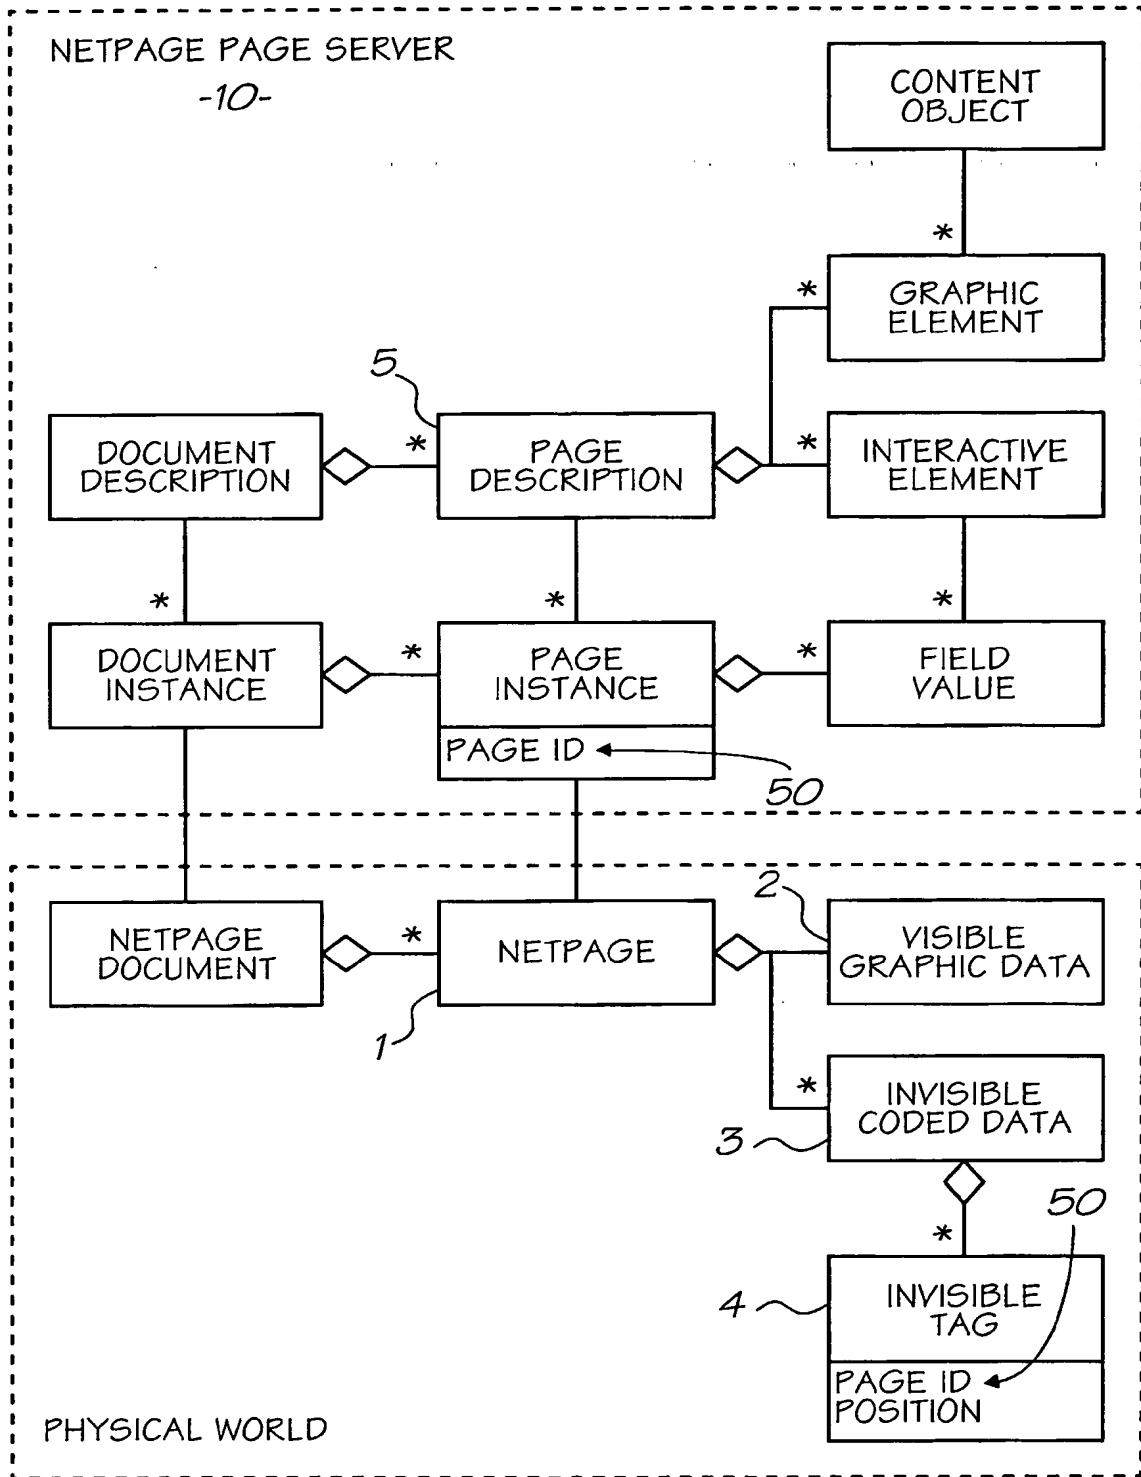 NETPAGE PAGE SERVER
-10-
CONTENT
OBJECT
*
*
GRAPHIC
ELEMENT
5
DOCUMENT
DESCRIPTION
*
PAGE
DESCRIPTION
*
INTERACTIVE
ELEMENT
*
*
*
DOCUMENT
INSTANCE
*
PAGE
INSTANCE
*
FIELD
VALUE
PAGE ID
50
NETPAGE
DOCUMENT
*
NETPAGE
1
2
VISIBLE
GRAPHIC DATA
*
INVISIBLE
CODED DATA
3
*
50
4
INVISIBLE
TAG
PAGE ID
POSITION
PHYSICAL WORLD